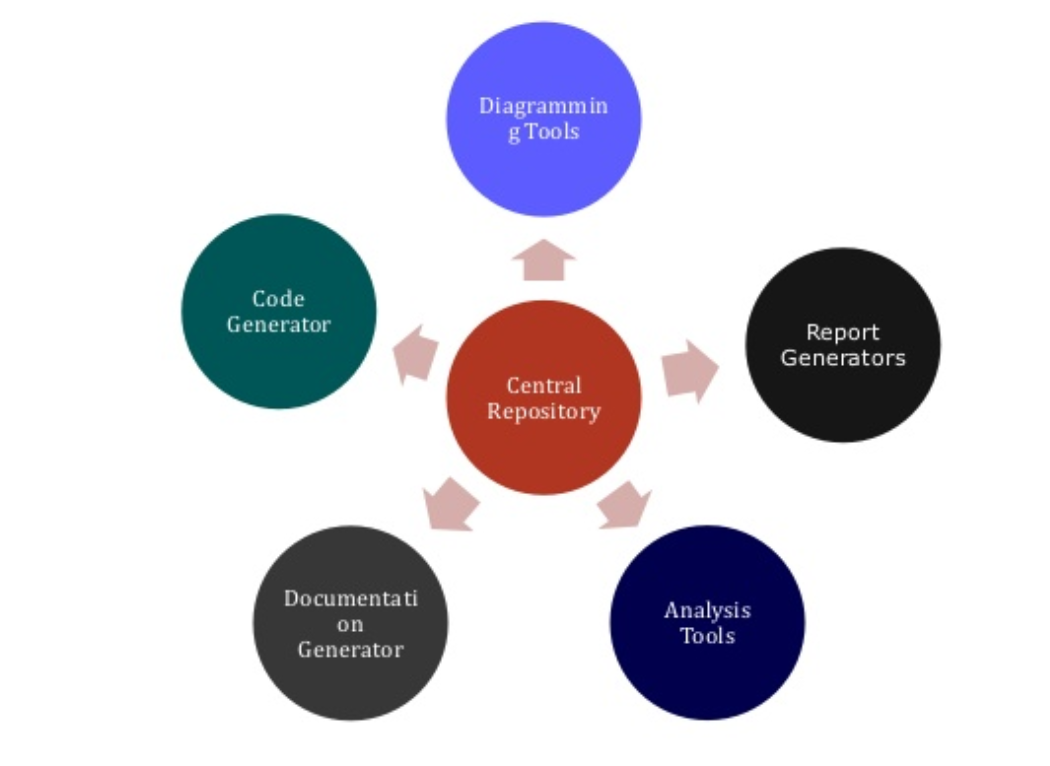 Diagrammin
g Tools
Code
Generator
Report
Generators
Central
Repository
Documentati
on
Generator
Analysis
Tools